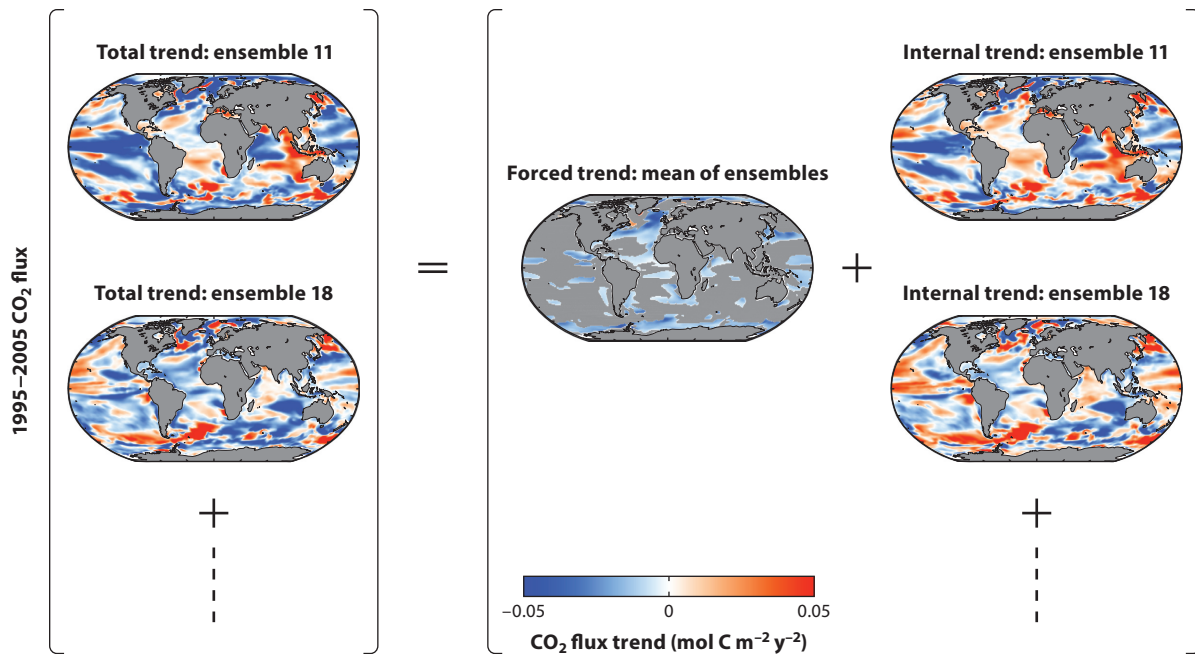 Total trend: ensemble 11
Internal trend: ensemble 11
Forced trend: mean of ensembles
1995–2005 CO₂ flux
=
+
Total trend: ensemble 18
Internal trend: ensemble 18
+
+
−0.05
0
0.05
CO₂ flux trend (mol C m⁻² y⁻²)